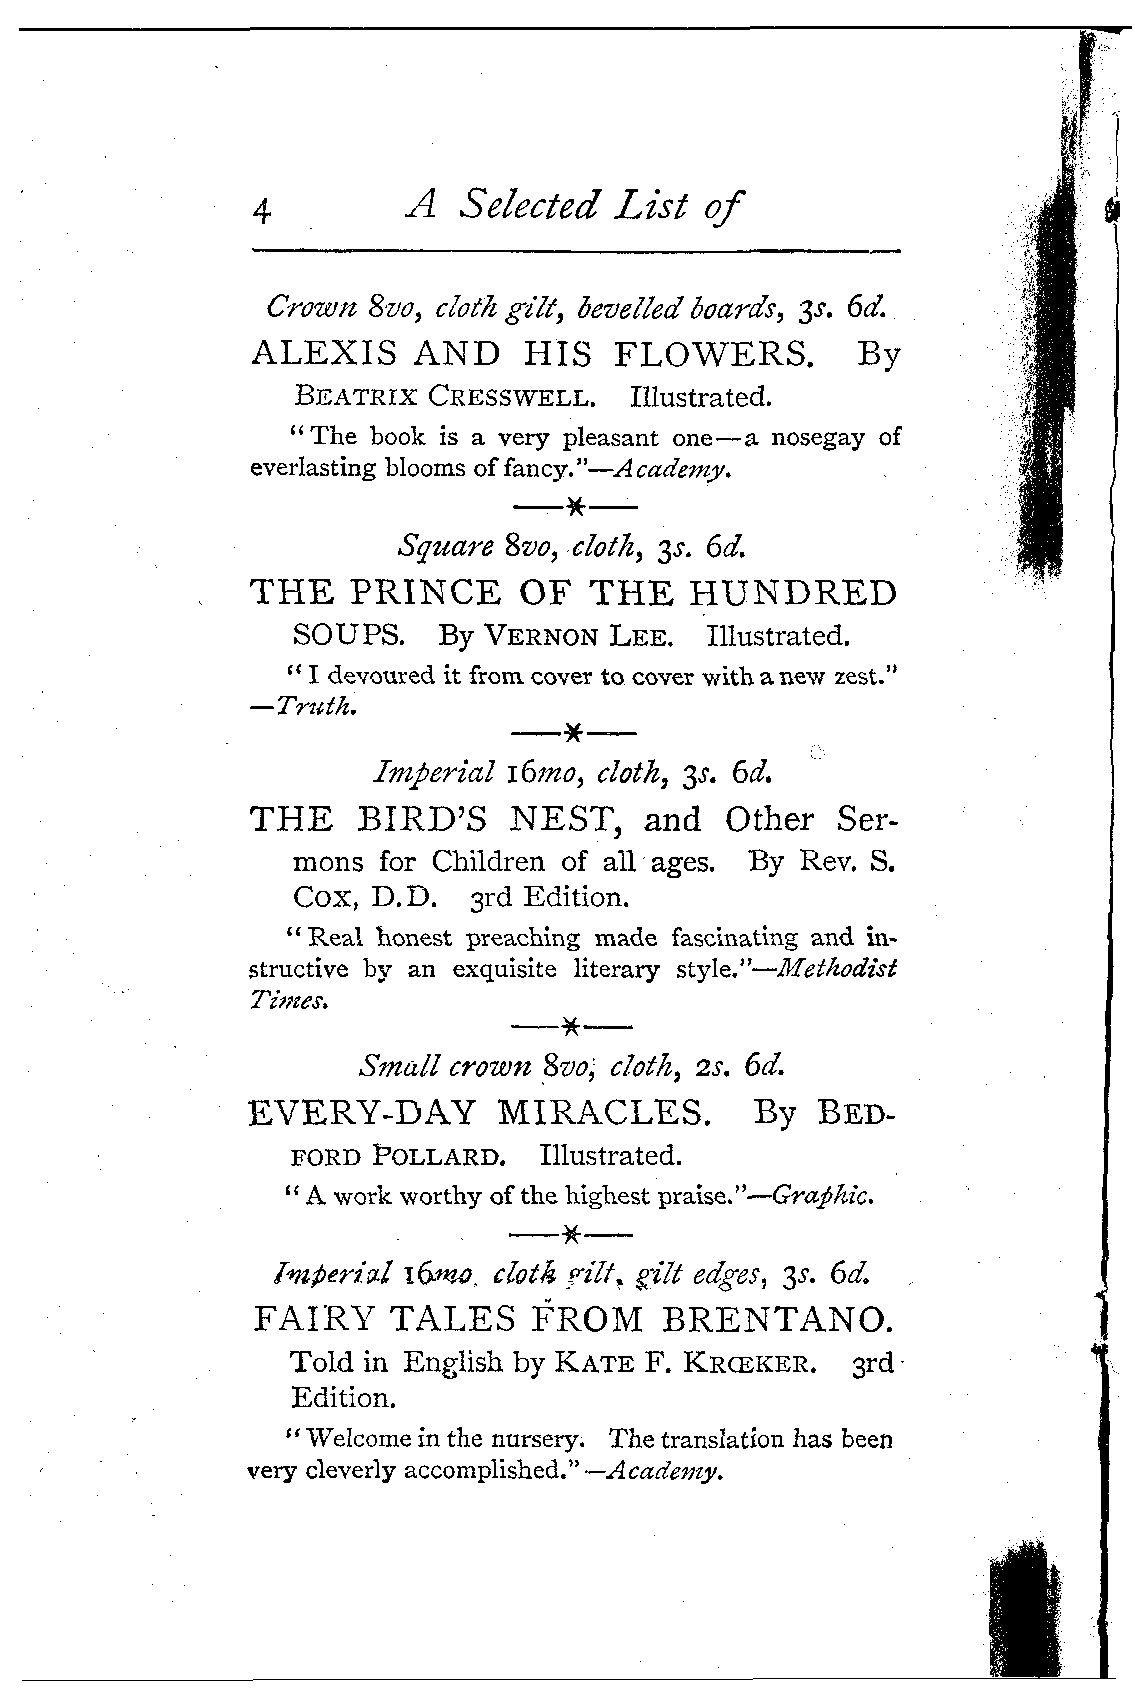 4 A Selected List of
Crown 8vo, cloth gilt, bevelled boards, 3s. 6d.
ALEXIS AND HIS FLOWERS. By
BEATRIX CRESSWELL. Illustrated.
“The book is a very pleasant one—a nosegay of
everlasting blooms of fancy.”—Academy.
—*—
Square 8vo, cloth, 3s. 6d.
THE PRINCE OF THE HUNDRED
SOUPS. By VERNON LEE. Illustrated.
“I devoured it from cover to cover with a new zest.”
—Truth.
—*—
Imperial 16mo, cloth, 3s. 6d.
THE BIRD'S NEST, and Other Ser-
mons for Children of all ages. By Rev. S.
COX, D.D. 3rd Edition.
“Real honest preaching made fascinating and in-
structive by an exquisite literary style.”—Methodist
Times.
—*—
Small crown 8vo, cloth, 2s. 6d.
EVERY-DAY MIRACLES. By BED-
FORD POLLARD. Illustrated.
“A work worthy of the highest praise.”—Graphic.
—*—
Imperial 16mo, cloth gilt, gilt edges, 3s. 6d.
FAIRY TALES FROM BRENTANO.
Told in English by KATE F. KRŒKER. 3rd
Edition.
“Welcome in the nursery. The translation has been
very cleverly accomplished.”—Academy.